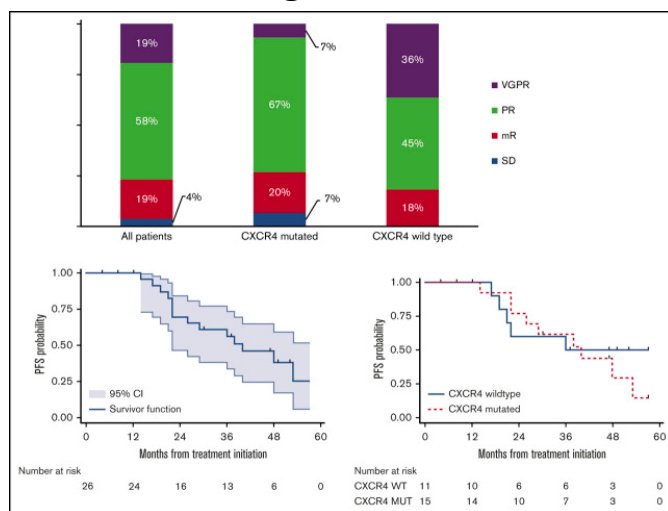 19%
58%
19%
4%
All patients
7%
67%
20%
7%
CXCR4 mutated
36%
45%
18%
CXCR4 wild type
VGPR
PR
mR
SD
PFS probability
1.00
0.75
0.50
0.25
0.00
95% CI
Survivor function
0 12 24 36 48 60
Months from treatment initiation
Number at risk
26 24 16 13 6 0
PFS probability
1.00
0.75
0.50
0.25
0.00
CXCR4 wildtype
CXCR4 mutated
0 12 24 36 48 60
Months from treatment initiation
Number at risk
CXCR4 WT 11 10 6 6 3 0
CXCR4 MUT 15 14 10 7 3 0